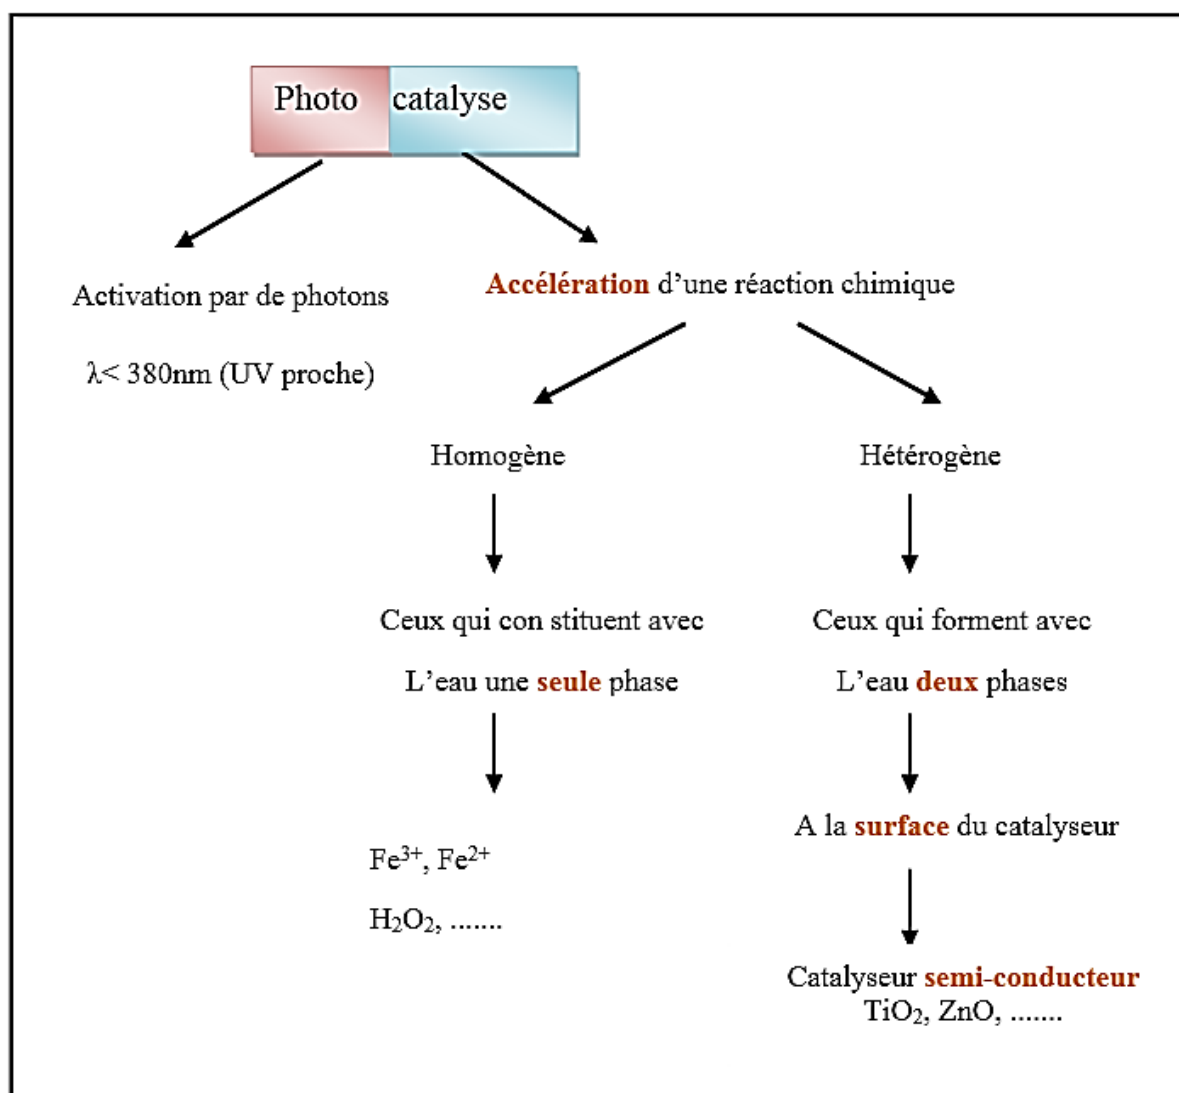 Photo catalyse
Activation par de photons
λ< 380nm (UV proche)
Accélération d’une réaction chimique
Homogène
Ceux qui con stituent avec
L’eau une seule phase
Fe³⁺, Fe²⁺
H₂O₂, .......
Hétérogène
Ceux qui forment avec
L’eau deux phases
A la surface du catalyseur
Catalyseur semi-conducteur
TiO₂, ZnO, .......